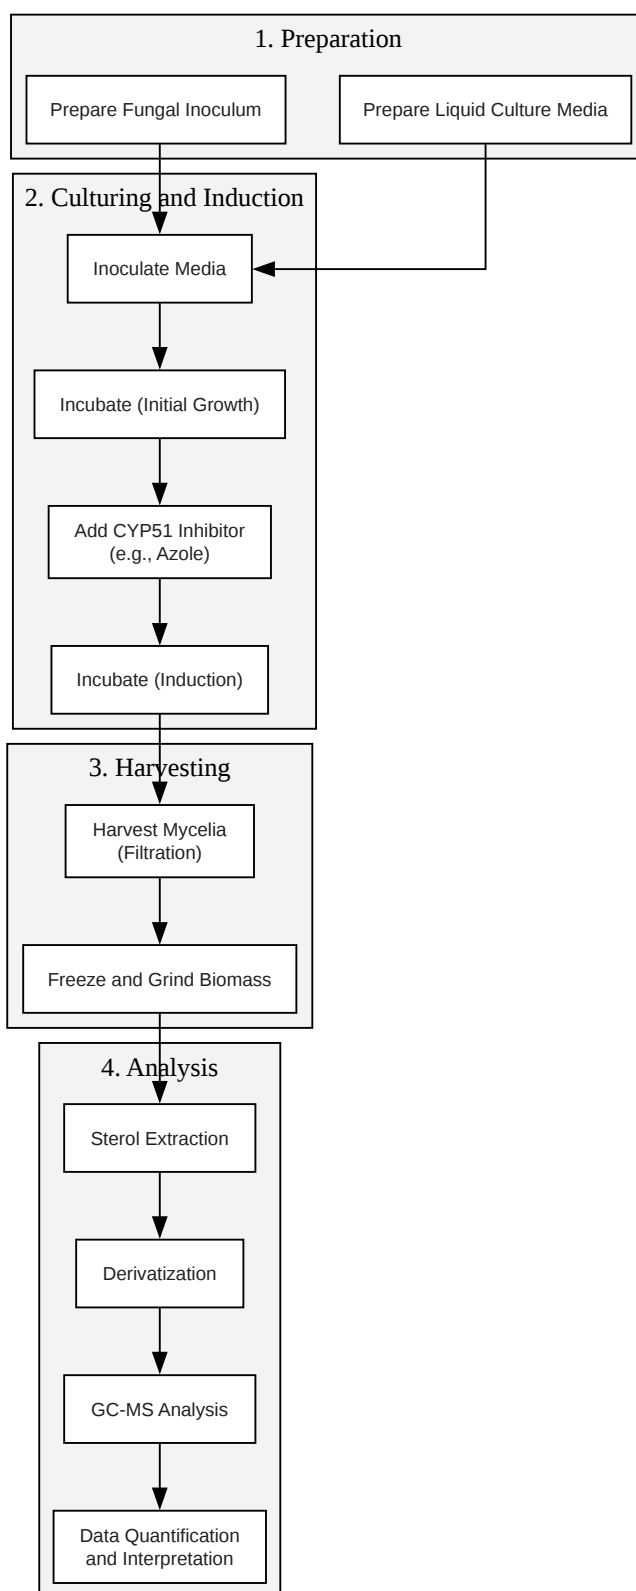 1. Preparation
Prepare Fungal Inoculum
Prepare Liquid Culture Media
2. Culturing and Induction
Inoculate Media
Incubate (Initial Growth)
Add CYP51 Inhibitor
(e.g., Azole)
Incubate (Induction)
3. Harvesting
Harvest Mycelia
(Filtration)
Freeze and Grind Biomass
4. Analysis
Sterol Extraction
Derivatization
GC-MS Analysis
Data Quantification
and Interpretation